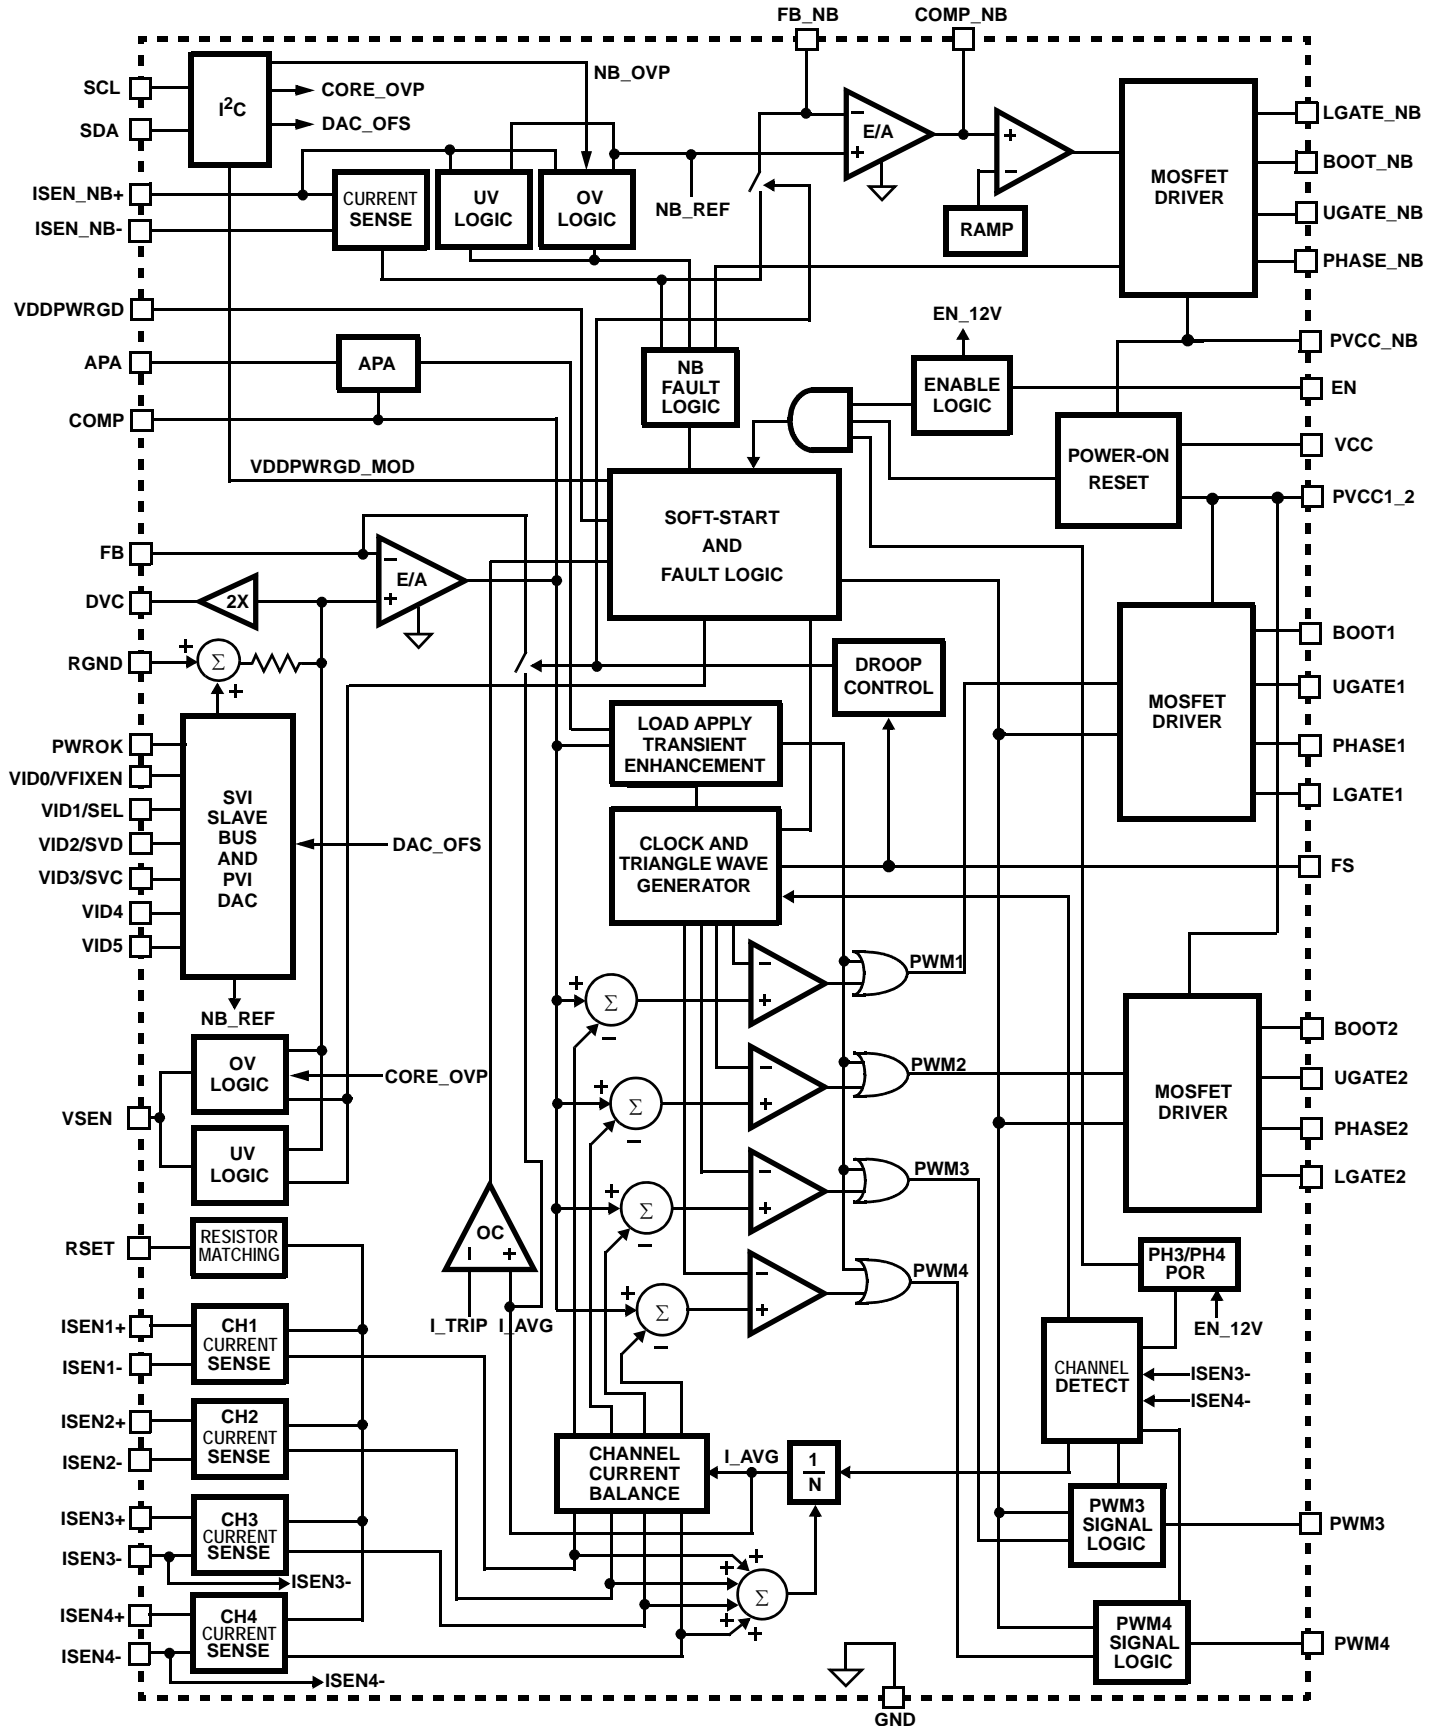 FB_NB
COMP_NB
SCL
SDA
I2C
CORE_OVP
DAC_OFS
NB_OVP
ISEN_NB+
ISEN_NB-
CURRENT
SENSE
UV
LOGIC
OV
LOGIC
NB_REF
−
E/A
+
+
−
RAMP
MOSFET
DRIVER
LGATE_NB
BOOT_NB
UGATE_NB
PHASE_NB
VDDPWRGD
APA
APA
COMP
NB
FAULT
LOGIC
EN_12V
ENABLE
LOGIC
PVCC_NB
EN
POWER-ON
RESET
VCC
PVCC1_2
VDDPWRGD_MOD
SOFT-START
AND
FAULT LOGIC
FB
DVC
2X
−
E/A
+
RGND
+
Σ
+
DROOP
CONTROL
MOSFET
DRIVER
BOOT1
UGATE1
PHASE1
LGATE1
PWROK
VID0/VFIXEN
VID1/SEL
VID2/SVD
VID3/SVC
VID4
VID5
SVI
SLAVE
BUS
AND
PVI
DAC
DAC_OFS
NB_REF
LOAD APPLY
TRANSIENT
ENHANCEMENT
CLOCK AND
TRIANGLE WAVE
GENERATOR
FS
+
Σ
−
−
+
PWM1
+
Σ
−
−
+
PWM2
+
Σ
−
−
+
PWM3
+
Σ
−
−
+
PWM4
MOSFET
DRIVER
BOOT2
UGATE2
PHASE2
LGATE2
VSEN
OV
LOGIC
CORE_OVP
UV
LOGIC
RSET
RESISTOR
MATCHING
OC
−
+
I_TRIP
I_AVG
PH3/PH4
POR
EN_12V
CHANNEL
DETECT
ISEN3-
ISEN4-
ISEN1+
ISEN1-
CH1
CURRENT
SENSE
ISEN2+
ISEN2-
CH2
CURRENT
SENSE
CHANNEL
CURRENT
BALANCE
I_AVG
1
N
ISEN3+
ISEN3-
CH3
CURRENT
SENSE
ISEN3-
+
+
Σ
+
+
PWM3
SIGNAL
LOGIC
PWM3
ISEN4+
ISEN4-
CH4
CURRENT
SENSE
ISEN4-
PWM4
SIGNAL
LOGIC
PWM4
GND